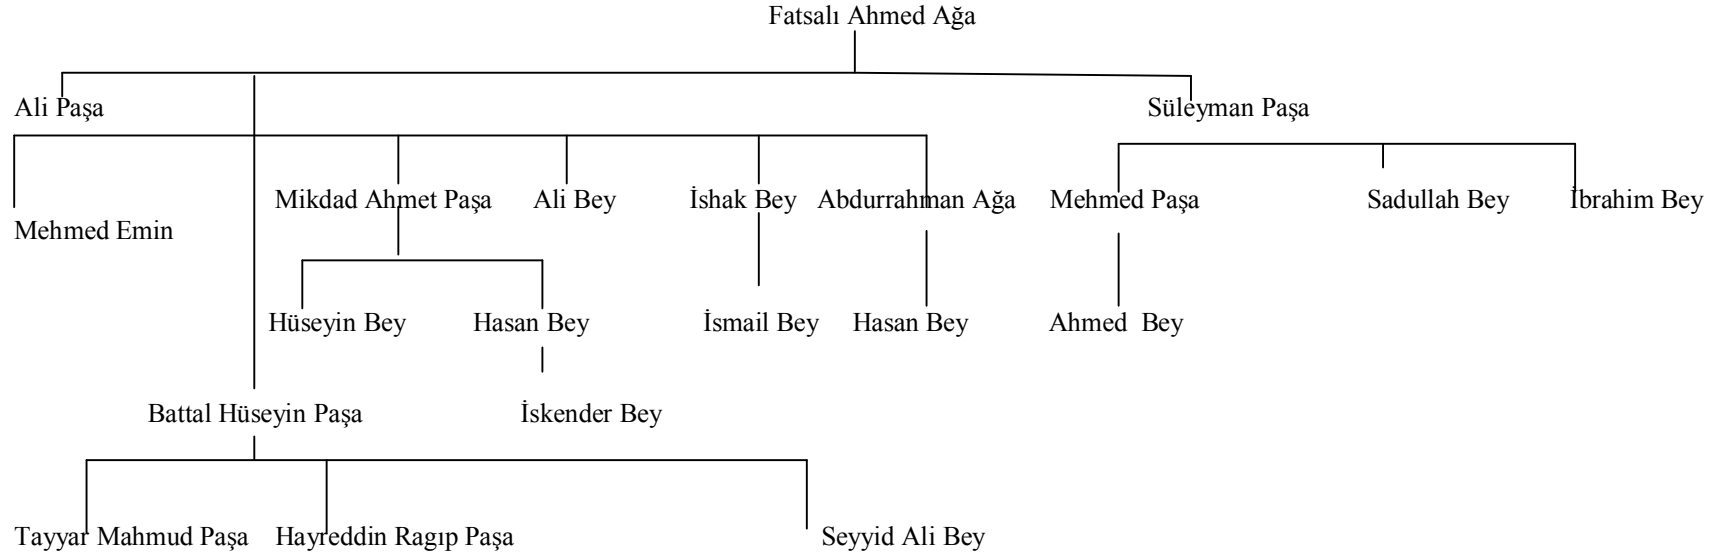 Fatsalı Ahmed Ağa
Ali Paşa Süleyman Paşa
Mikdad Ahmet Paşa Ali Bey İshak Bey Abdurrahman Ağa Mehmed Paşa Sadullah Bey İbrahim Bey
Mehmed Emin
Hüseyin Bey Hasan Bey İsmail Bey Hasan Bey Ahmed Bey
Battal Hüseyin Paşa İskender Bey
Tayyar Mahmud Paşa Hayreddin Ragıp Paşa Seyyid Ali Bey